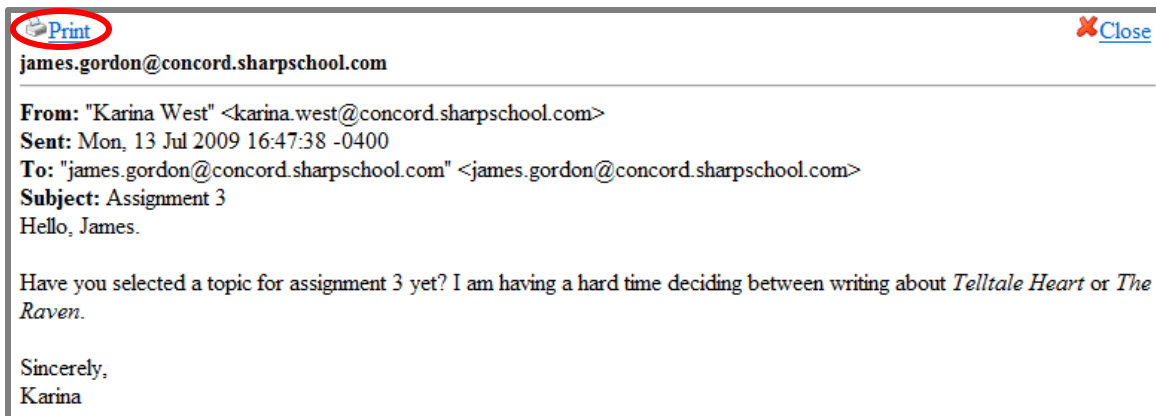 Print Close
james.gordon@concord.sharpschool.com
From: "Karina West" <karina.west@concord.sharpschool.com>
Sent: Mon, 13 Jul 2009 16:47:38 -0400
To: "james.gordon@concord.sharpschool.com" <james.gordon@concord.sharpschool.com>
Subject: Assignment 3
Hello, James.
Have you selected a topic for assignment 3 yet? I am having a hard time deciding between writing about Telltale Heart or The
Raven.
Sincerely,
Karina